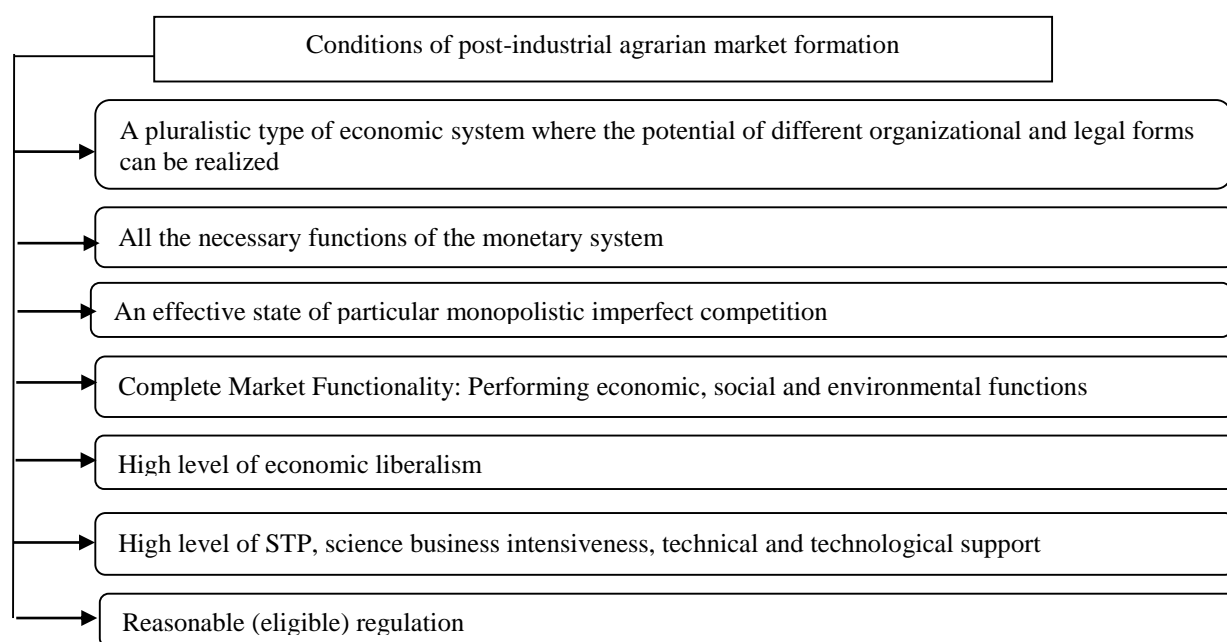 Conditions of post-industrial agrarian market formation
A pluralistic type of economic system where the potential of different organizational and legal forms
can be realized
All the necessary functions of the monetary system
An effective state of particular monopolistic imperfect competition
Complete Market Functionality: Performing economic, social and environmental functions
High level of economic liberalism
High level of STP, science business intensiveness, technical and technological support
Reasonable (eligible) regulation